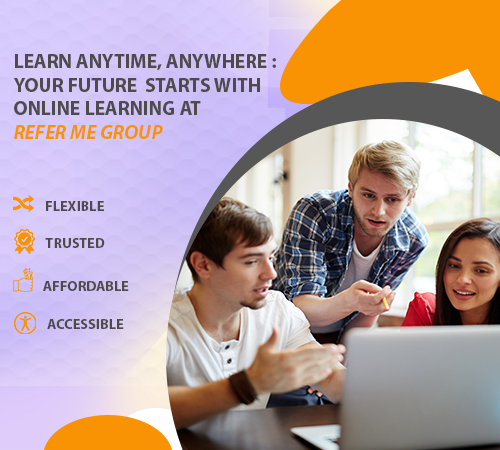 LEARN ANYTIME, ANYWHERE :
YOUR FUTURE STARTS WITH
ONLINE LEARNING AT
REFER ME GROUP
FLEXIBLE
TRUSTED
AFFORDABLE
ACCESSIBLE